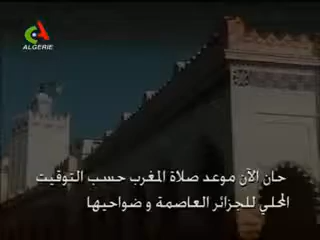 ALGERIE
حان الآن موعد صلاة المغرب حسب التوقيت
المحلي للجزائر العاصمة و ضواحيها